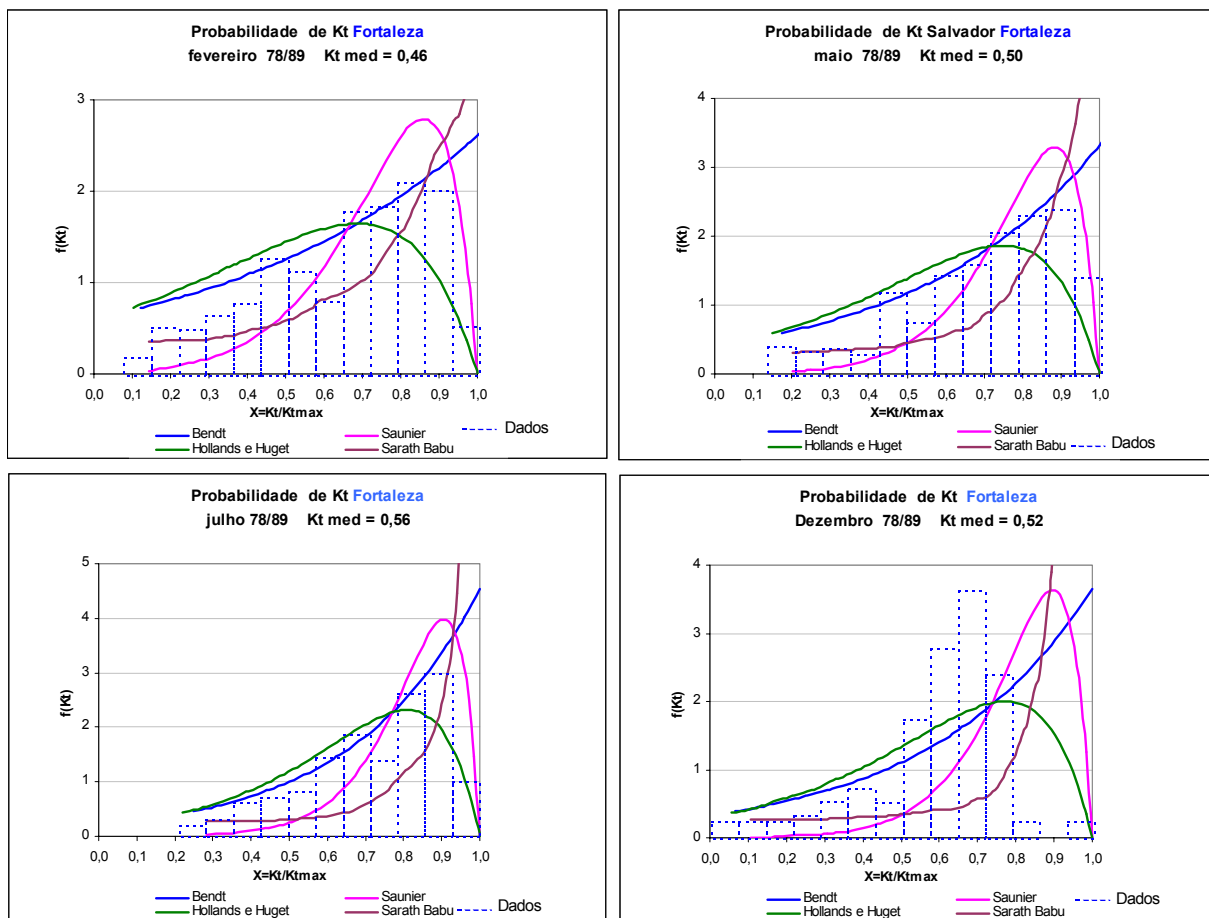 Probabilidade de Kt Fortaleza
fevereiro 78/89 Kt med = 0,46
f(Kt)
3
2
1
0
0,0 0,1 0,2 0,3 0,4 0,5 0,6 0,7 0,8 0,9 1,0
X=Kt/Ktmax
Bendt Saunier
Hollands e Huget Sarath Babu Dados
Probabilidade de Kt Salvador Fortaleza
maio 78/89 Kt med = 0,50
f(Kt)
4
3
2
1
0
0,0 0,1 0,2 0,3 0,4 0,5 0,6 0,7 0,8 0,9 1,0
X=Kt/Ktmax
Bendt Saunier
Hollands e Huget Sarath Babu Dados
Probabilidade de Kt Fortaleza
julho 78/89 Kt med = 0,56
f(Kt)
5
4
3
2
1
0
0,0 0,1 0,2 0,3 0,4 0,5 0,6 0,7 0,8 0,9 1,0
X=Kt/Ktmax
Bendt Saunier
Hollands e Huget Sarath Babu Dados
Probabilidade de Kt Fortaleza
Dezembro 78/89 Kt med = 0,52
f(Kt)
4
3
2
1
0
0,0 0,1 0,2 0,3 0,4 0,5 0,6 0,7 0,8 0,9 1,0
X=Kt/Ktmax
Bendt Saunier
Hollands e Huget Sarath Babu Dados